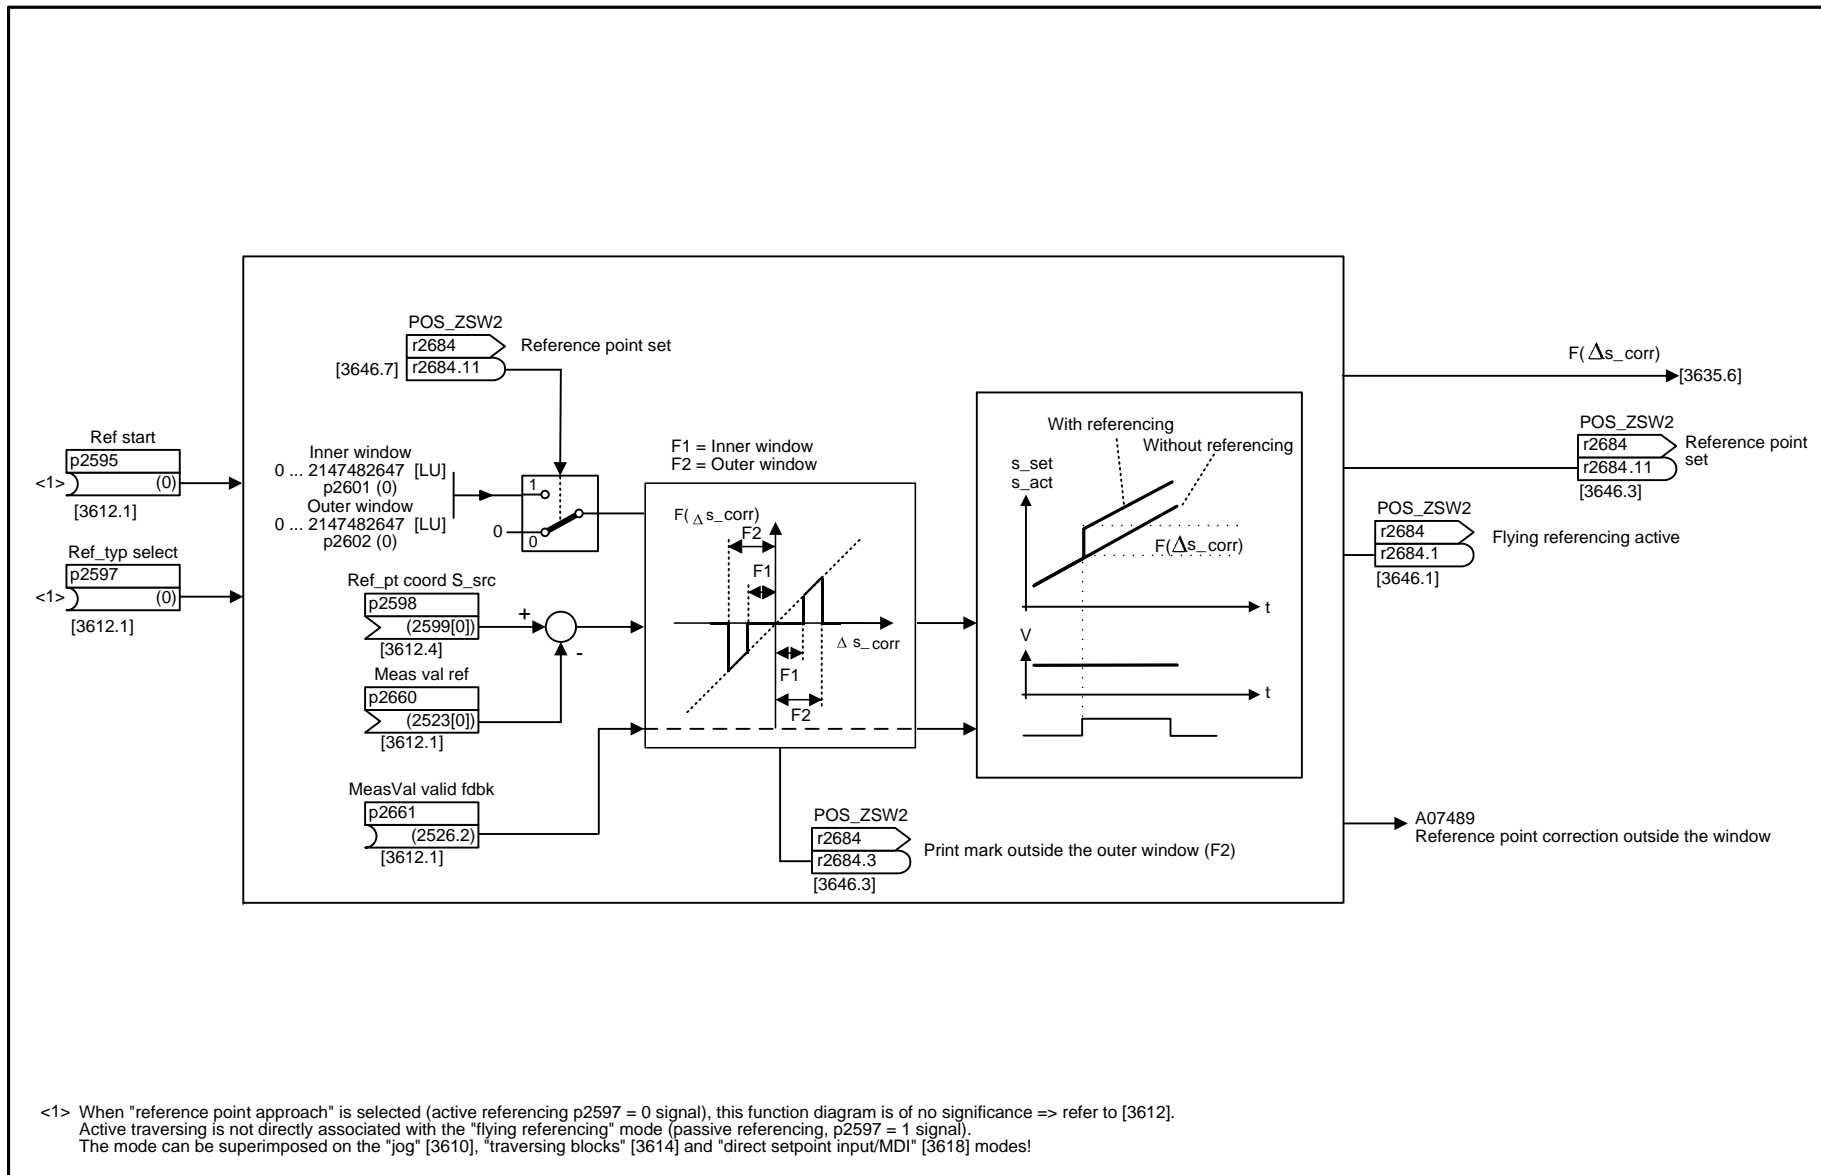 POS_ZSW2
r2684
r2684.11
Reference point set
[3646.7]
Ref start
p2595
<1>
(0)
[3612.1]
Ref_typ select
p2597
<1>
(0)
[3612.1]
Inner window
0 ... 2147482647 [LU]
p2601 (0)
Outer window
0 ... 2147482647 [LU]
p2602 (0)
1
0
0
Ref_pt coord S_src
p2598
(2599[0])
[3612.4]
+
-
Meas val ref
p2660
(2523[0])
[3612.1]
MeasVal valid fdbk
p2661
(2526.2)
[3612.1]
F1 = Inner window
F2 = Outer window
F(Δs_corr)
F2
F1
Δs_corr
F1
F2
POS_ZSW2
r2684
r2684.3
[3646.3]
Print mark outside the outer window (F2)
With referencing
Without referencing
s_set
s_act
F(Δs_corr)
t
V
t
F(Δs_corr)
[3635.6]
POS_ZSW2
r2684
r2684.11
[3646.3]
Reference point
set
POS_ZSW2
r2684
r2684.1
[3646.1]
Flying referencing active
A07489
Reference point correction outside the window
<1> When "reference point approach" is selected (active referencing p2597 = 0 signal), this function diagram is of no significance => refer to [3612].
Active traversing is not directly associated with the "flying referencing" mode (passive referencing, p2597 = 1 signal).
The mode can be superimposed on the "jog" [3610], "traversing blocks" [3614] and "direct setpoint input/MDI" [3618] modes!